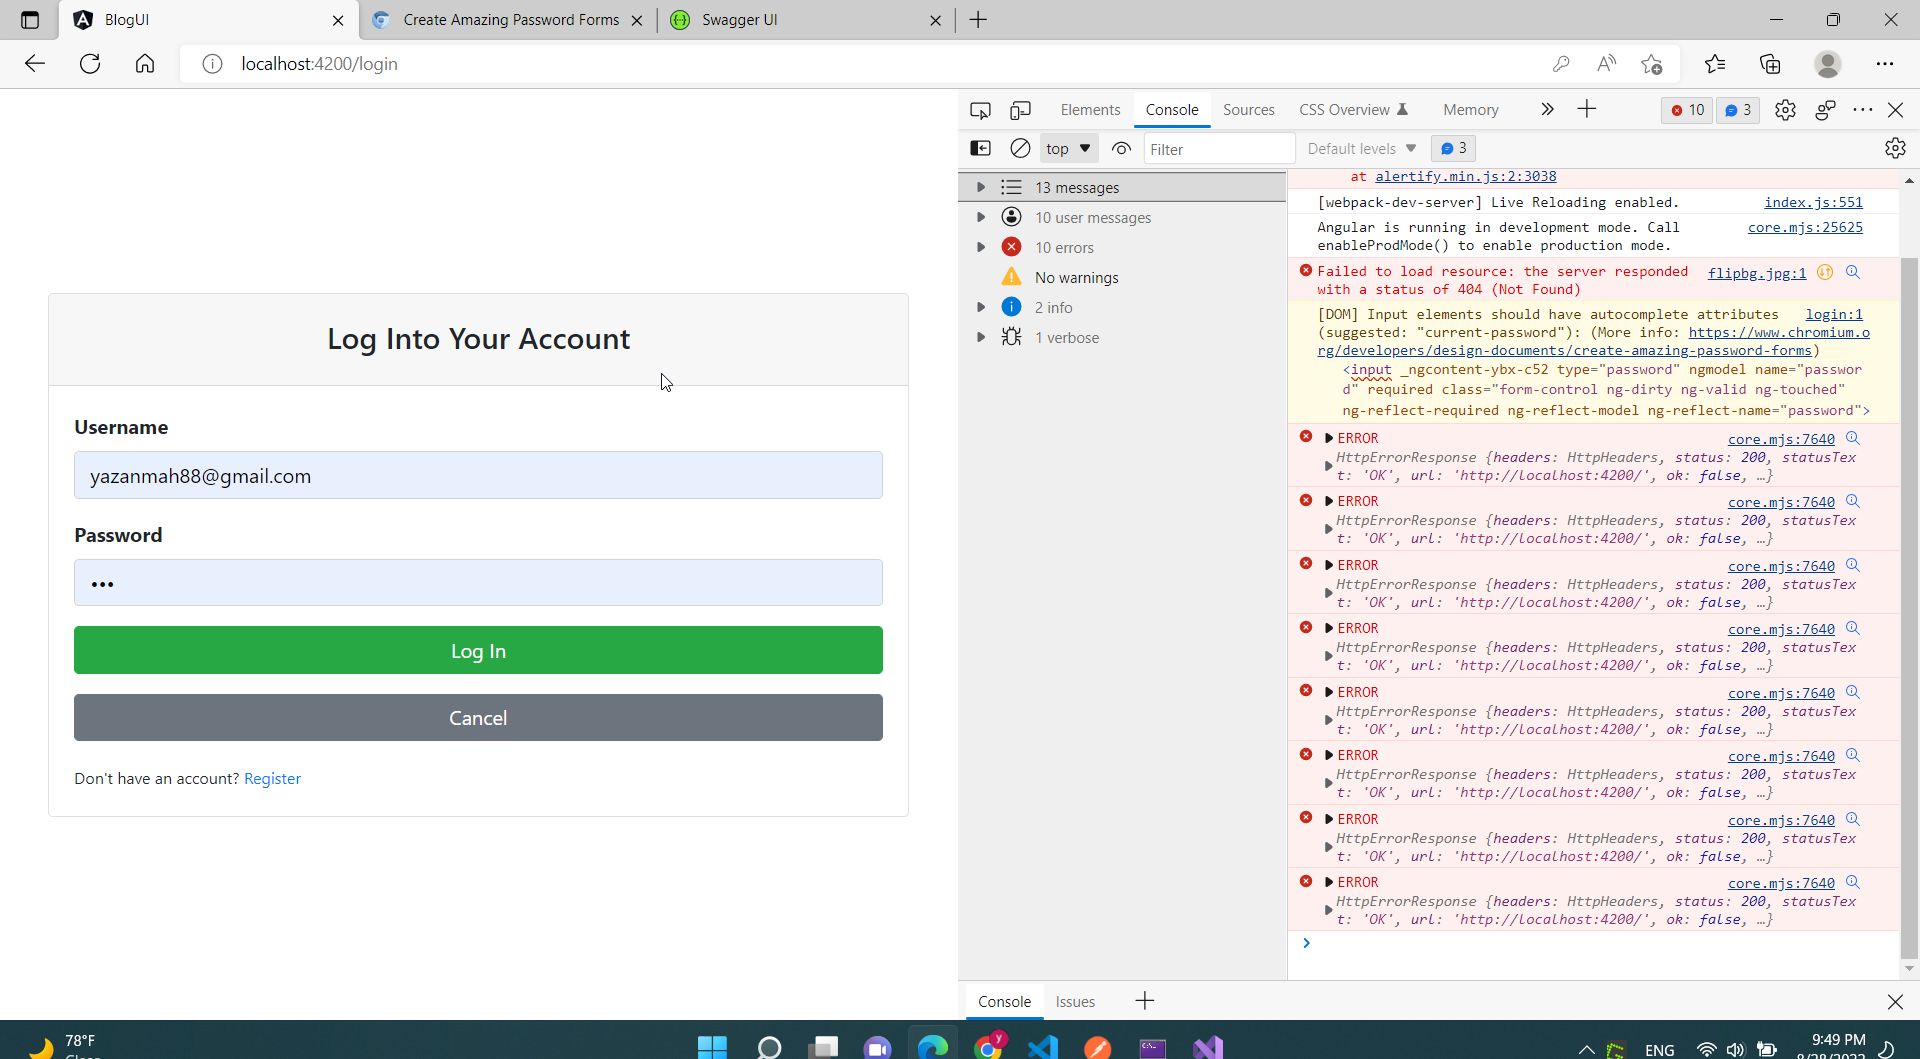 BlogUI
Create Amazing Password Forms
Swagger UI
localhost:4200/login
Elements
Console
Sources
CSS Overview
Memory
10
3
top
Filter
Default levels
3
13 messages
10 user messages
10 errors
No warnings
2 info
1 verbose
at alertify.min.js:2:3038
[webpack-dev-server] Live Reloading enabled. index.js:551
Angular is running in development mode. Call core.mjs:25625
enableProdMode() to enable production mode.
Failed to load resource: the server responded flipbg.jpg:1
with a status of 404 (Not Found)
[DOM] Input elements should have autocomplete attributes login:1
(suggested: "current-password"): (More info: https://www.chromium.o
rg/developers/design-documents/create-amazing-password-forms)
<input _ngcontent-ybx-c52 type="password" ngmodel name="passwor
d" required class="form-control ng-dirty ng-valid ng-touched"
ng-reflect-required ng-reflect-model ng-reflect-name="password">
ERROR core.mjs:7640
HttpErrorResponse {headers: HttpHeaders, status: 200, statusTex
t: 'OK', url: 'http://localhost:4200/', ok: false, …}
ERROR core.mjs:7640
HttpErrorResponse {headers: HttpHeaders, status: 200, statusTex
t: 'OK', url: 'http://localhost:4200/', ok: false, …}
ERROR core.mjs:7640
HttpErrorResponse {headers: HttpHeaders, status: 200, statusTex
t: 'OK', url: 'http://localhost:4200/', ok: false, …}
ERROR core.mjs:7640
HttpErrorResponse {headers: HttpHeaders, status: 200, statusTex
t: 'OK', url: 'http://localhost:4200/', ok: false, …}
ERROR core.mjs:7640
HttpErrorResponse {headers: HttpHeaders, status: 200, statusTex
t: 'OK', url: 'http://localhost:4200/', ok: false, …}
ERROR core.mjs:7640
HttpErrorResponse {headers: HttpHeaders, status: 200, statusTex
t: 'OK', url: 'http://localhost:4200/', ok: false, …}
ERROR core.mjs:7640
HttpErrorResponse {headers: HttpHeaders, status: 200, statusTex
t: 'OK', url: 'http://localhost:4200/', ok: false, …}
ERROR core.mjs:7640
HttpErrorResponse {headers: HttpHeaders, status: 200, statusTex
t: 'OK', url: 'http://localhost:4200/', ok: false, …}
Log Into Your Account
Username
yazanmah88@gmail.com
Password
•••
Log In
Cancel
Don't have an account? Register
Console
Issues
78°F
ENG
9:49 PM